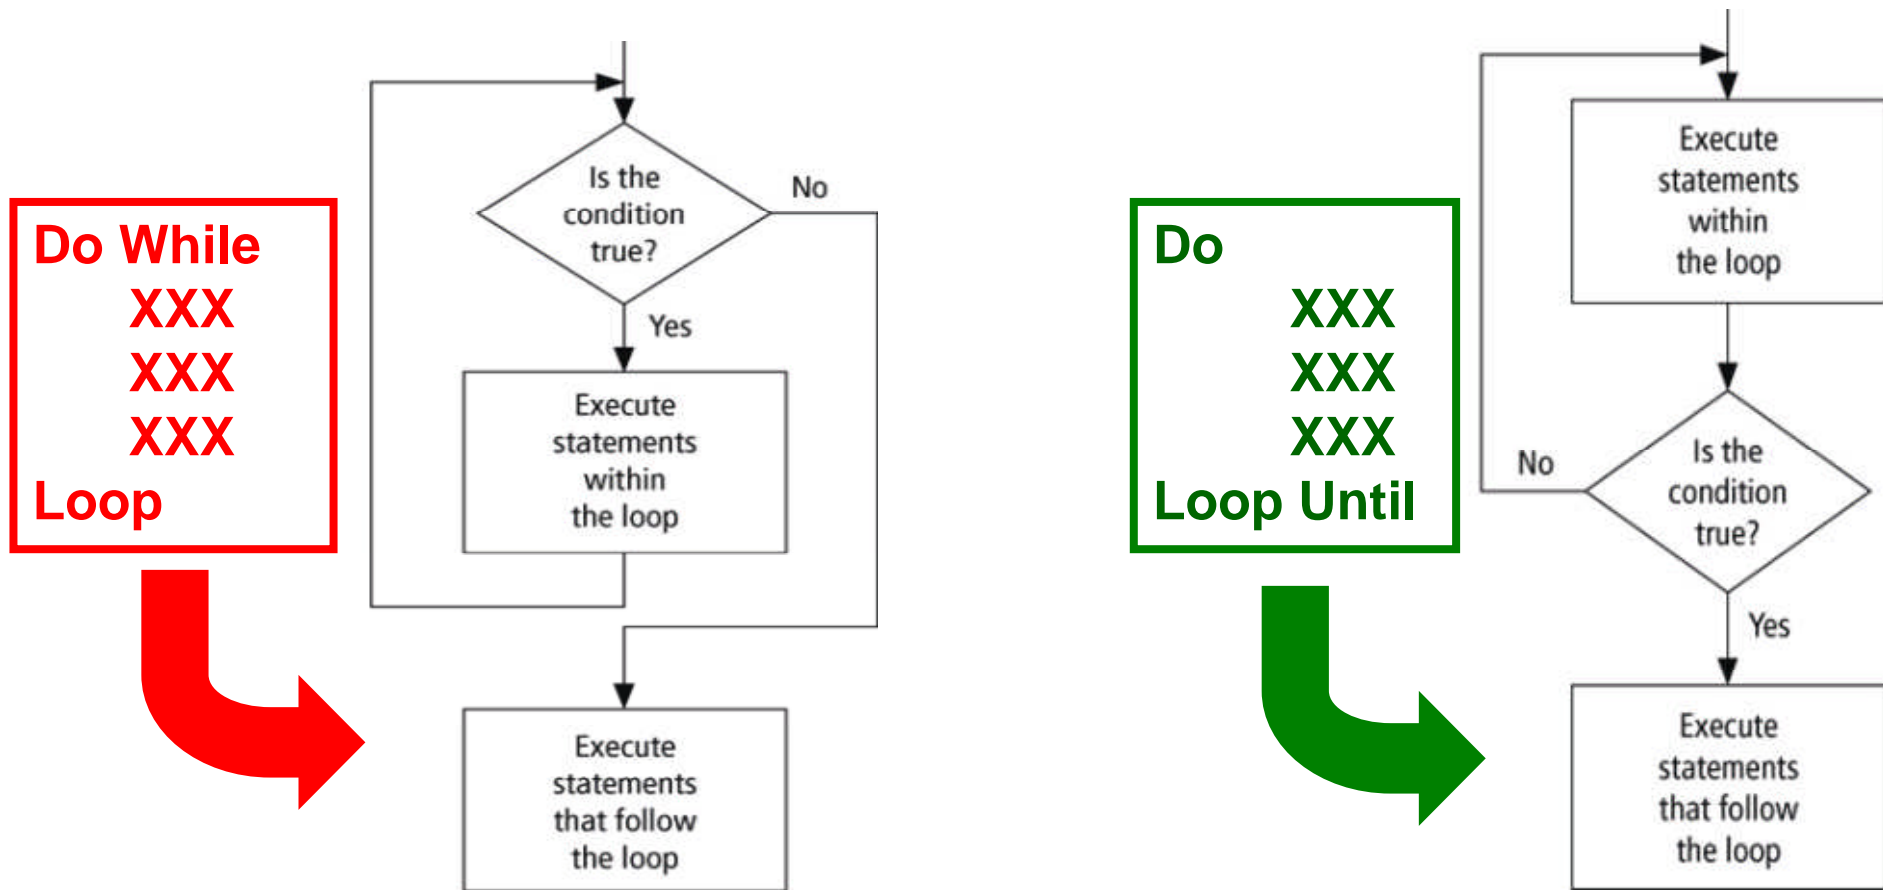 Do While
XXX
XXX
XXX
Loop
Is the
condition
true?
No
Yes
Execute
statements
within
the loop
Execute
statements
that follow
the loop
Do
XXX
XXX
XXX
Loop Until
Execute
statements
within
the loop
Is the
condition
true?
No
Yes
Execute
statements
that follow
the loop